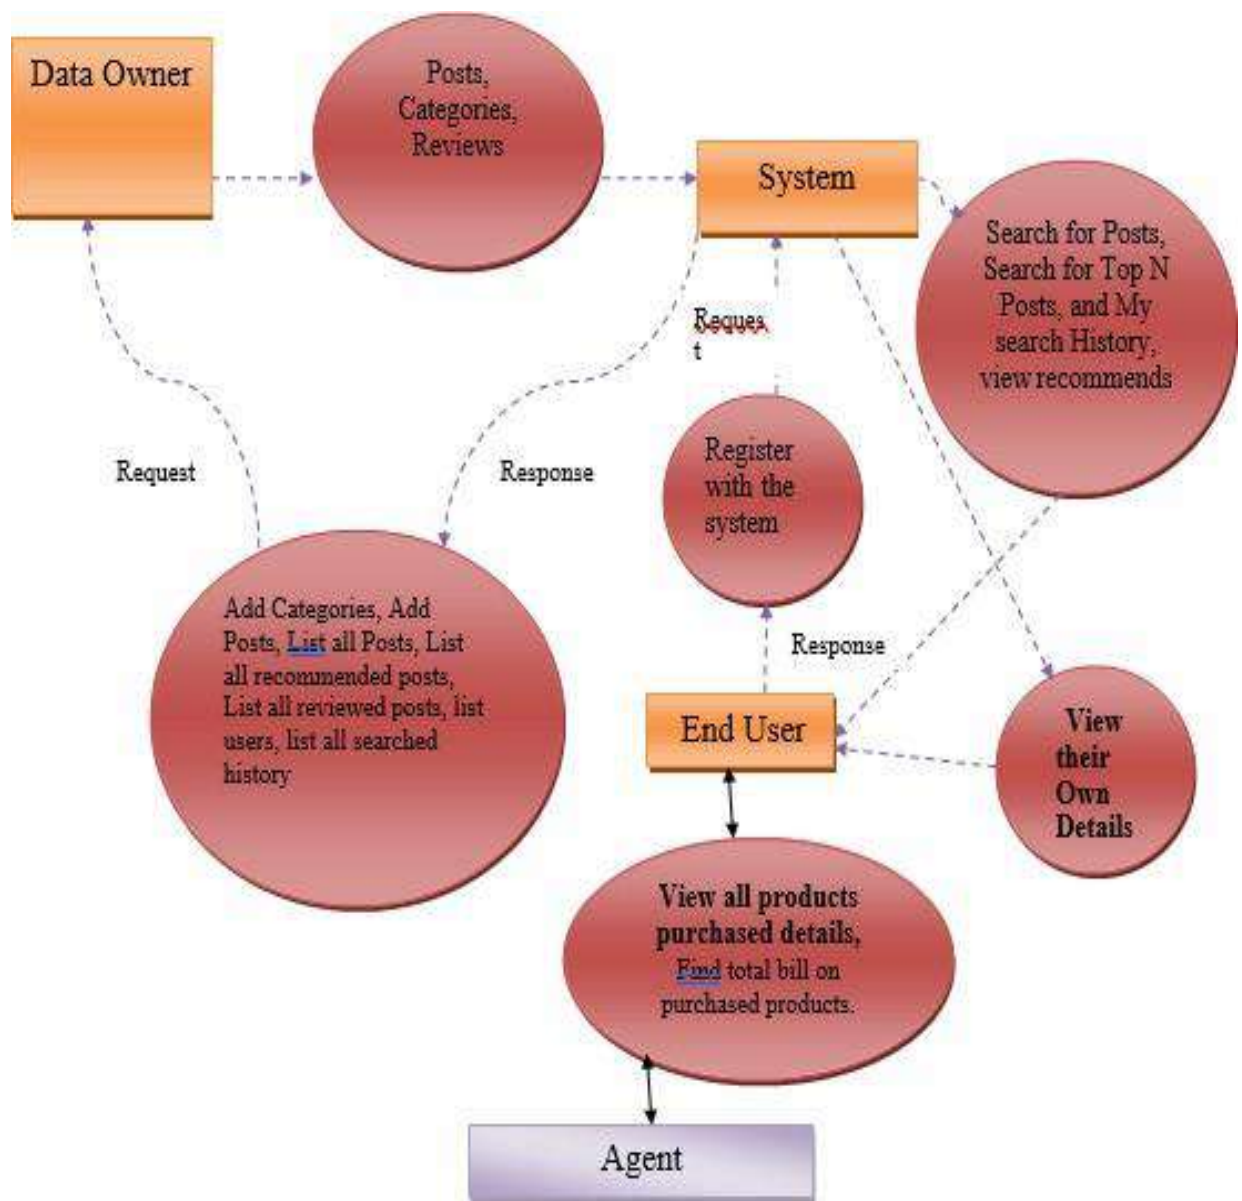 Data Owner
Posts,
Categories,
Reviews
System
Search for Posts,
Search for Top N
Posts, and My
search History,
view recommends
Reques
t
Register
with the
system
Request
Response
Add Categories, Add
Posts, List all Posts, List
all recommended posts,
List all reviewed posts, list
users, list all searched
history
Response
End User
View
their
Own
Details
View all products
purchased details,
Find total bill on
purchased products.
Agent